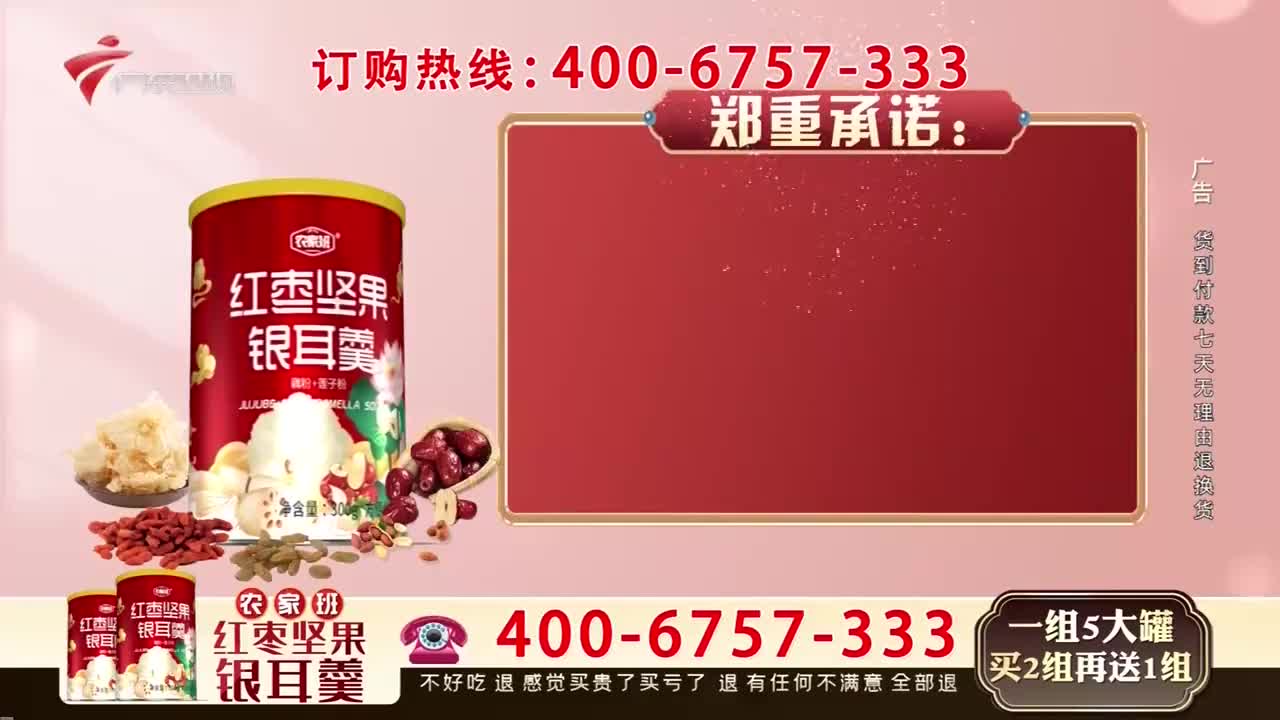 订购热线:400-6757-333
郑重承诺:
广告 货到付款七天无理由退换货
农家班®
红枣坚果
银耳羹
藕粉+莲子粉
净含量:300g
农家班
红枣坚果
银耳羹
400-6757-333
不好吃 退 感觉买贵了买亏了 退 有任何不满意 全部退
一组5大罐
买2组再送1组